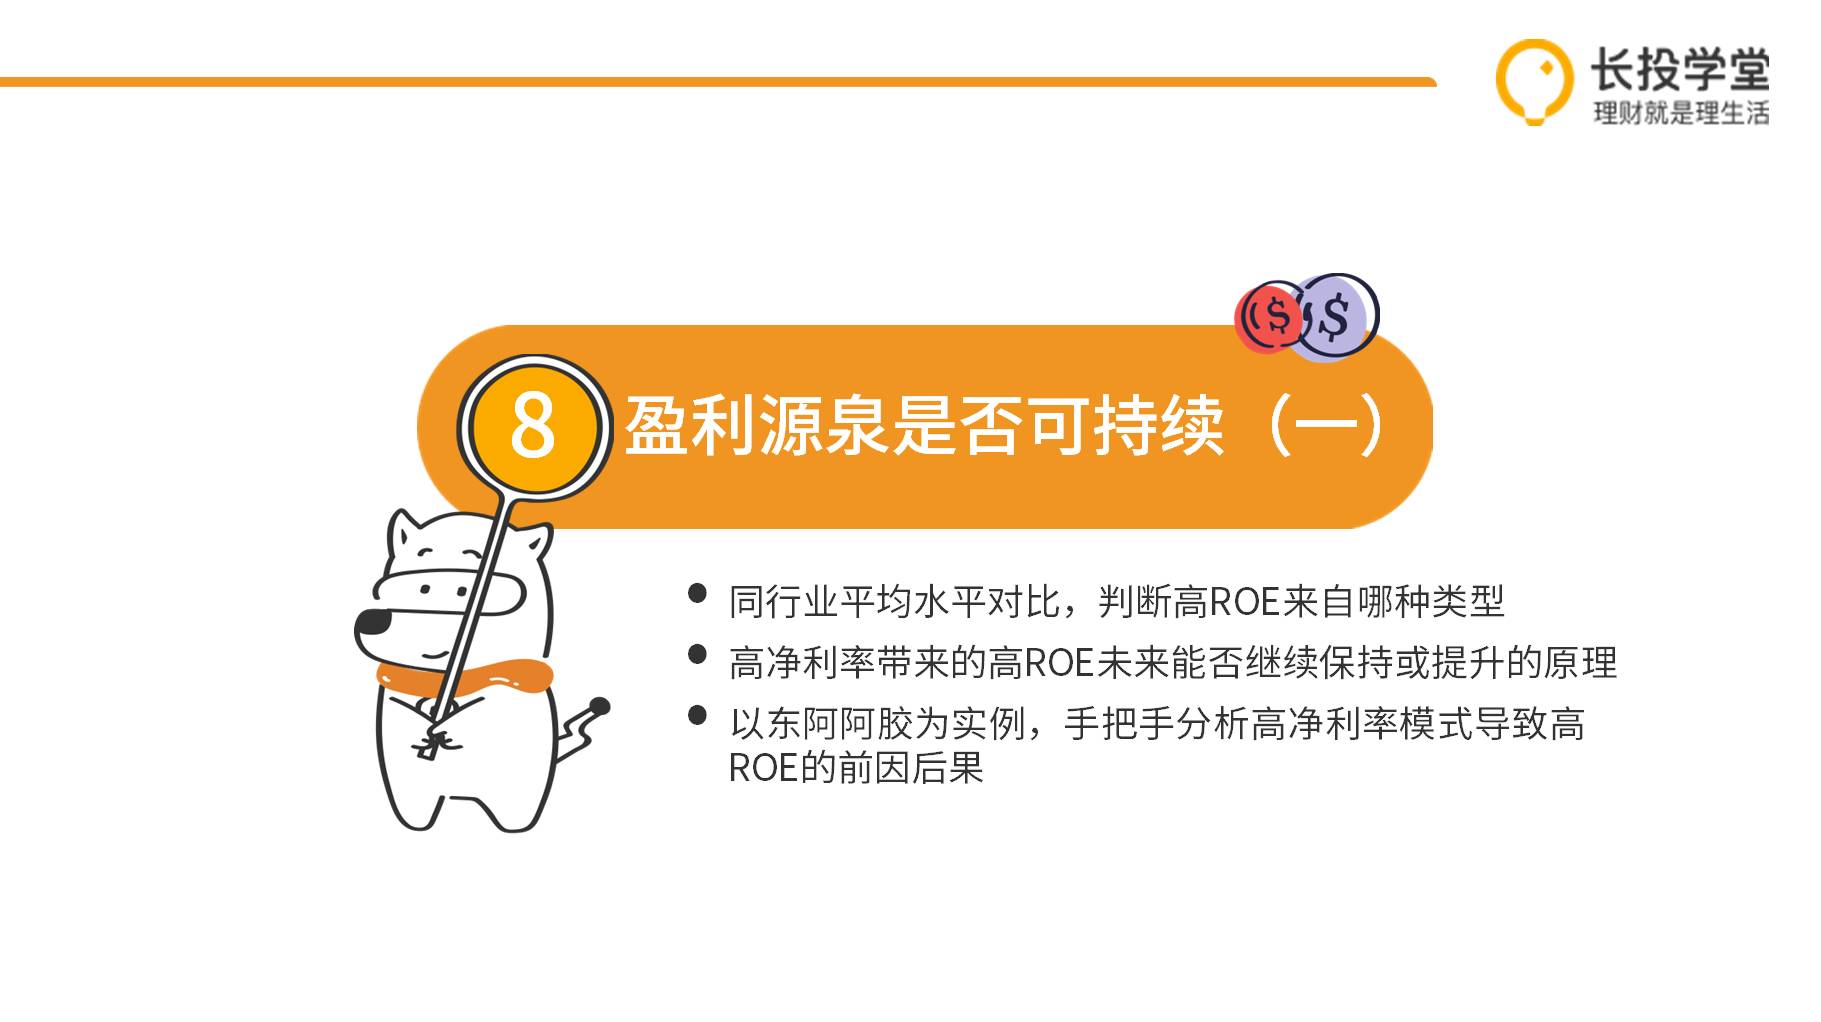 长投学堂
理财就是理生活
$ $
8 盈利源泉是否可持续（一）
● 同行业平均水平对比，判断高ROE来自哪种类型
● 高净利率带来的高ROE未来能否继续保持或提升的原理
● 以东阿阿胶为实例，手把手分析高净利率模式导致高
ROE的前因后果